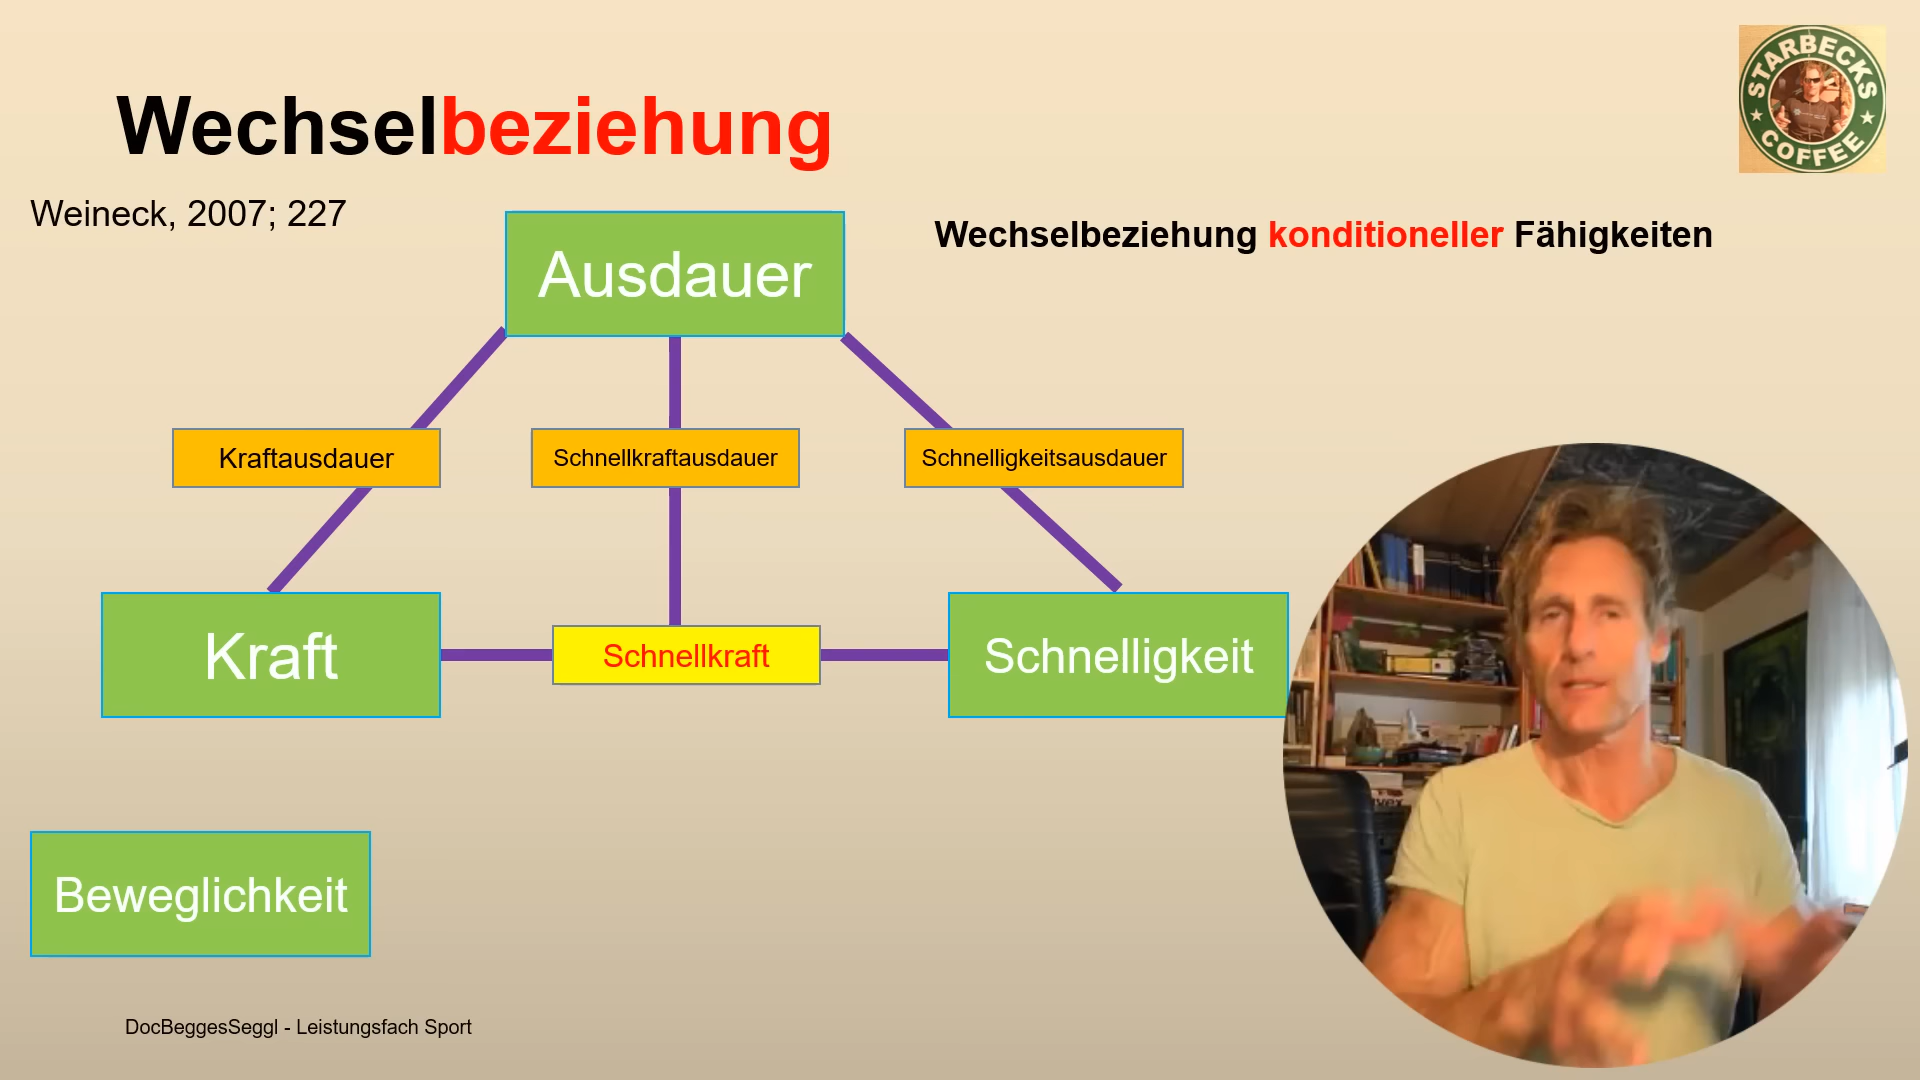 Wechselbeziehung
STARBECKS
COFFEE
Weineck, 2007; 227
Wechselbeziehung konditioneller Fähigkeiten
Ausdauer
Kraftausdauer
Schnellkraftausdauer
Schnelligkeitsausdauer
Kraft
Schnellkraft
Schnelligkeit
Beweglichkeit
DocBeggesSeggl - Leistungsfach Sport